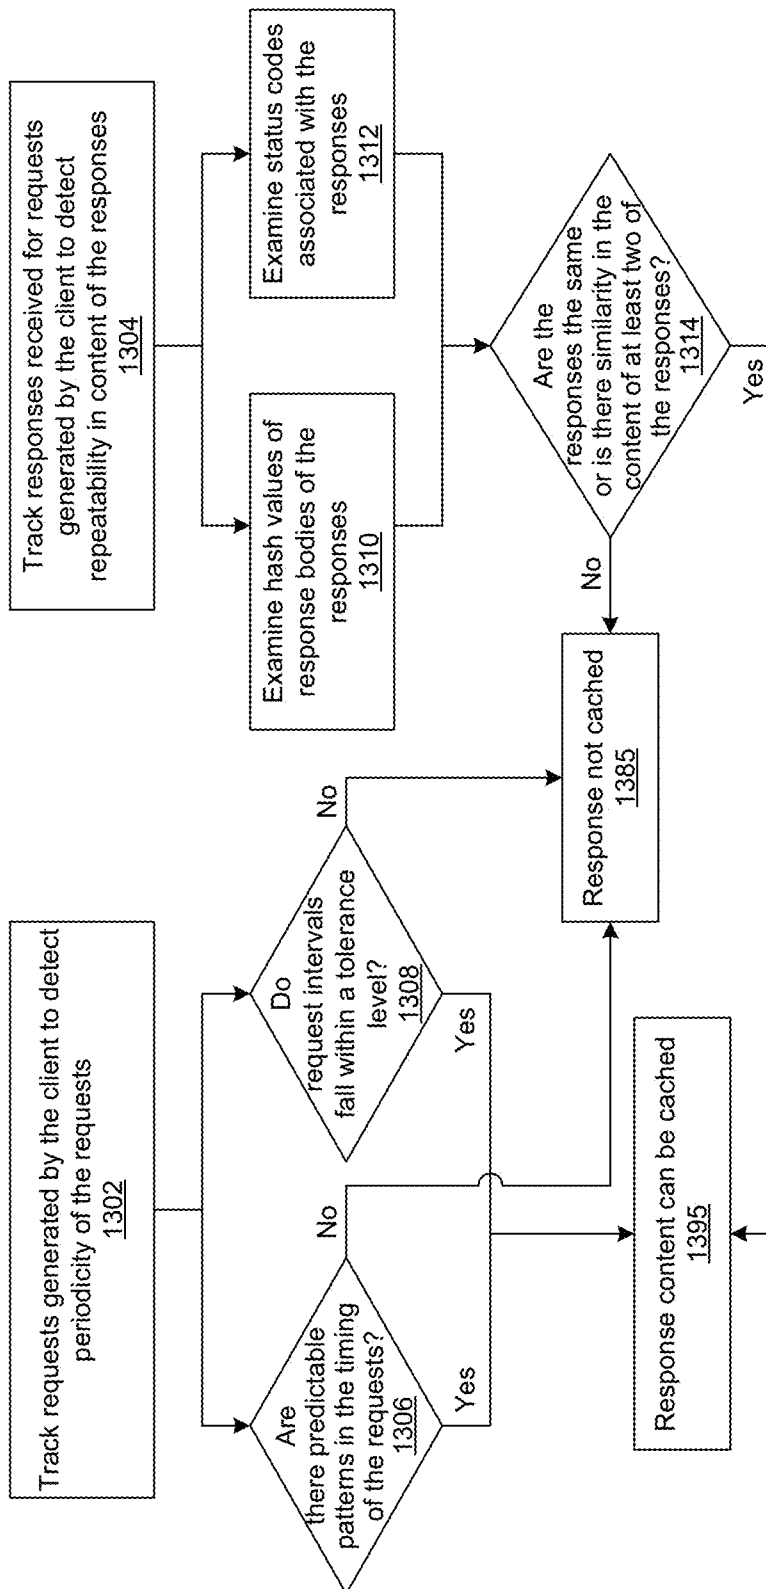 Track requests generated by the client to detect
periodicity of the requests
1302
Are
there predictable
patterns in the timing
of the requests?
1306
No
Yes
Do
request intervals
fall within a tolerance
level?
1308
No
Yes
Response content can be cached
1395
Response not cached
1385
Track responses received for requests
generated by the client to detect
repeatability in content of the responses
1304
Examine hash values of
response bodies of the
responses
1310
Examine status codes
associated with the
responses
1312
Are the
responses the same
or is there similarity in the
content of at least two of
the responses?
1314
No
Yes